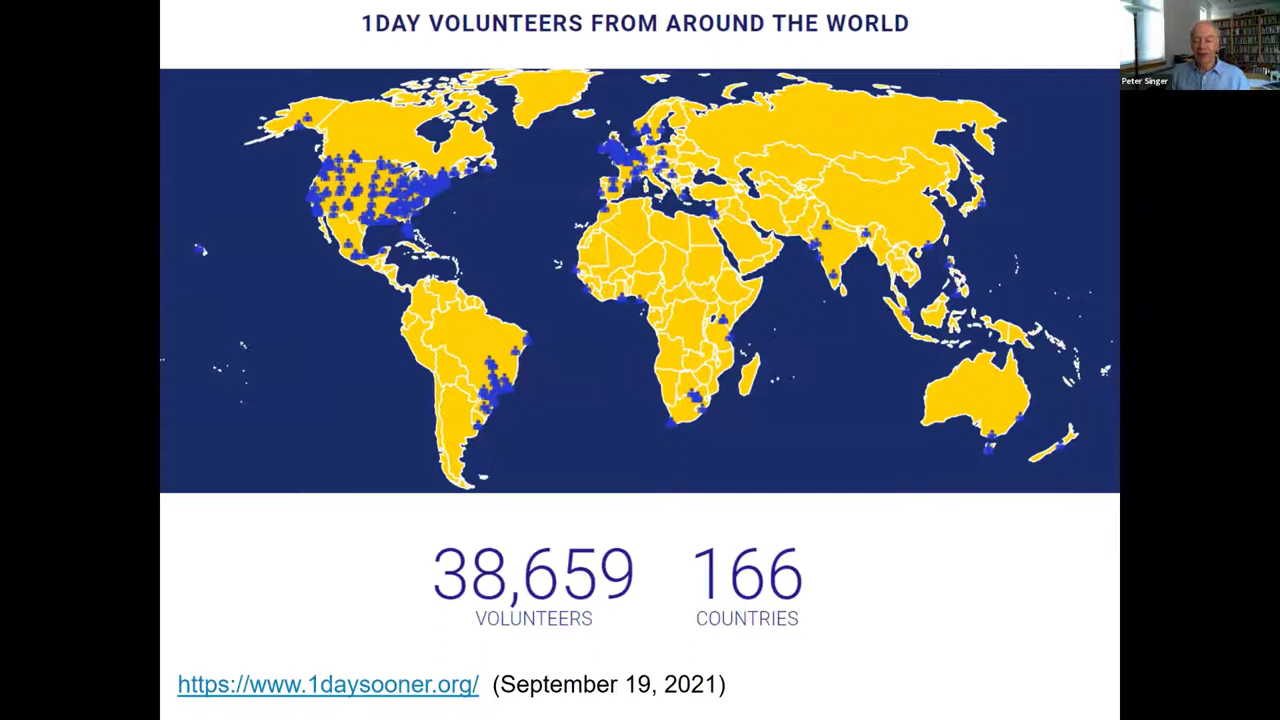 1DAY VOLUNTEERS FROM AROUND THE WORLD
Peter Singer
38,659 166
VOLUNTEERS COUNTRIES
https://www.1daysooner.org/ (September 19, 2021)